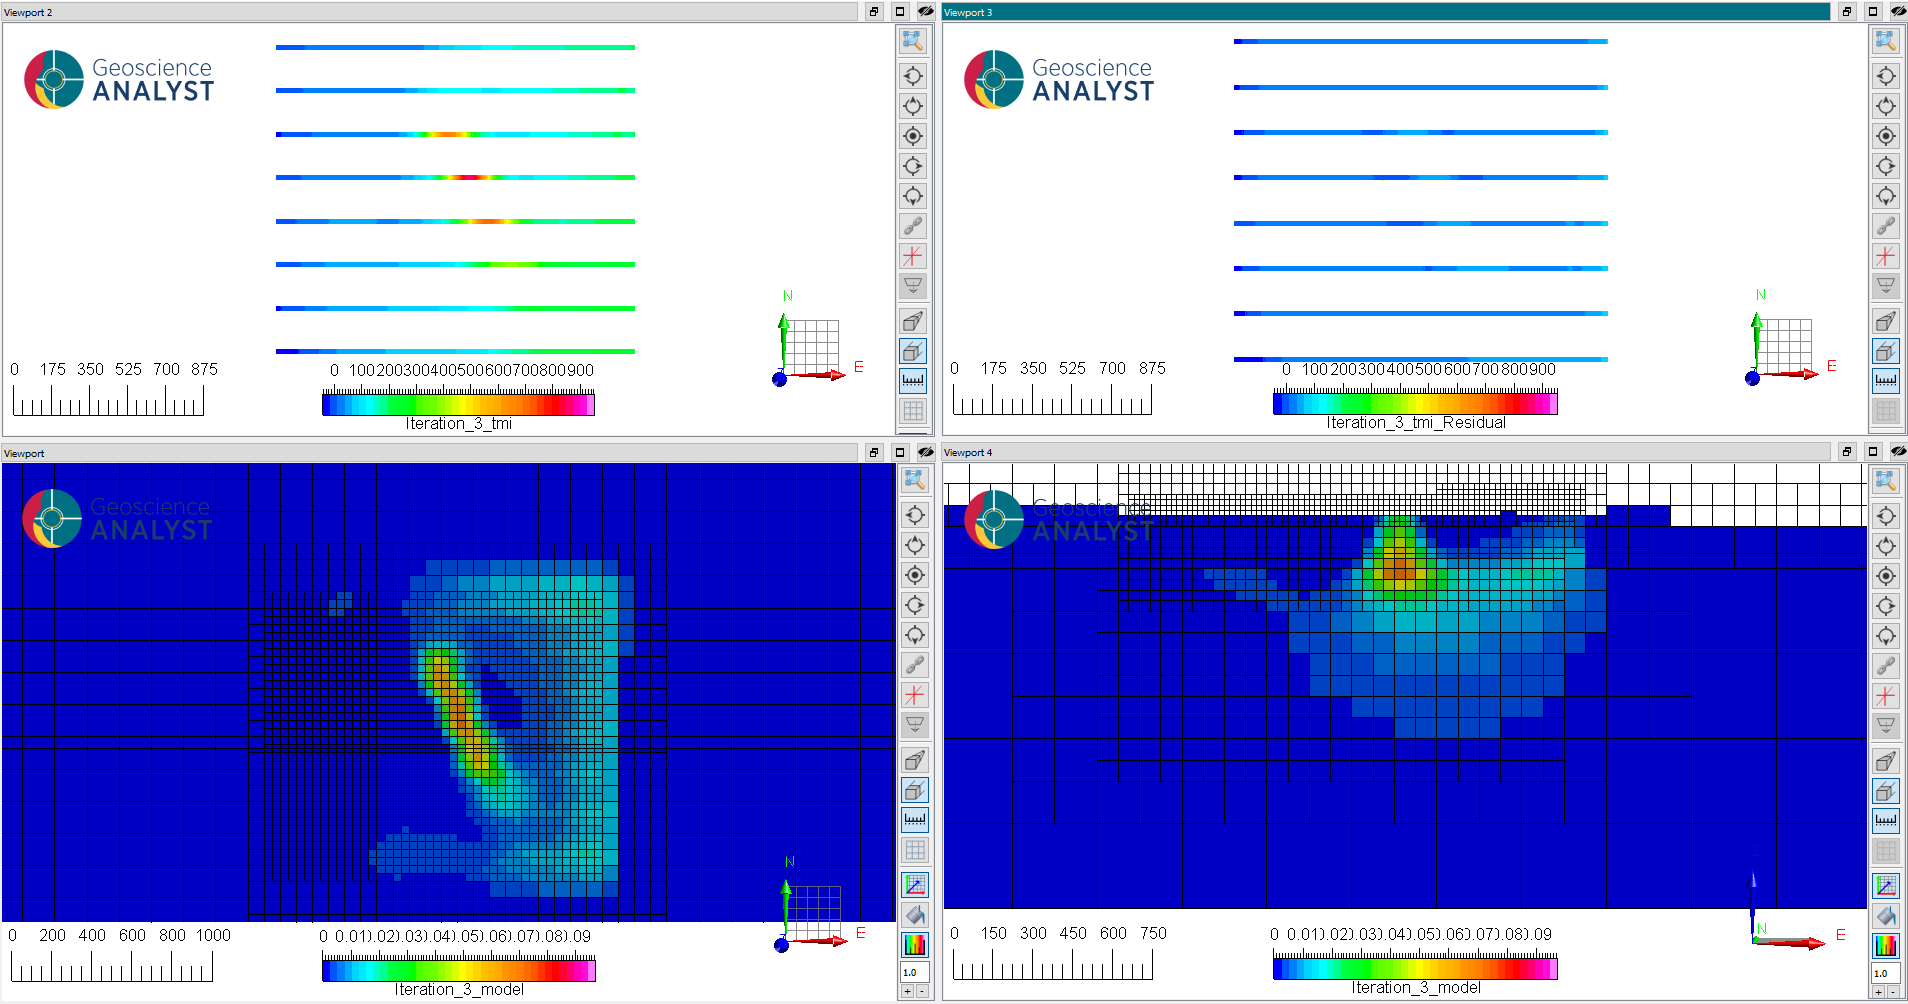 Viewport 2
Geoscience
ANALYST
N
E
0 175 350 525 700 875
0 100200300400500600700800900
Iteration_3_tmi
Viewport 3
Geoscience
ANALYST
N
E
0 175 350 525 700 875
0 100200300400500600700800900
Iteration_3_tmi_Residual
Viewport
Geoscience
ANALYST
N
E
0 200 400 600 800 1000
0 0.01).02.03).04).05).06).07).08).09
Iteration_3_model
1.0
+ -
Viewport 4
Geoscience
ANALYST
N
E
0 150 300 450 600 750
0 0.01).02).03).04).05).06).07).08).09
Iteration_3_model
1.0
+ -